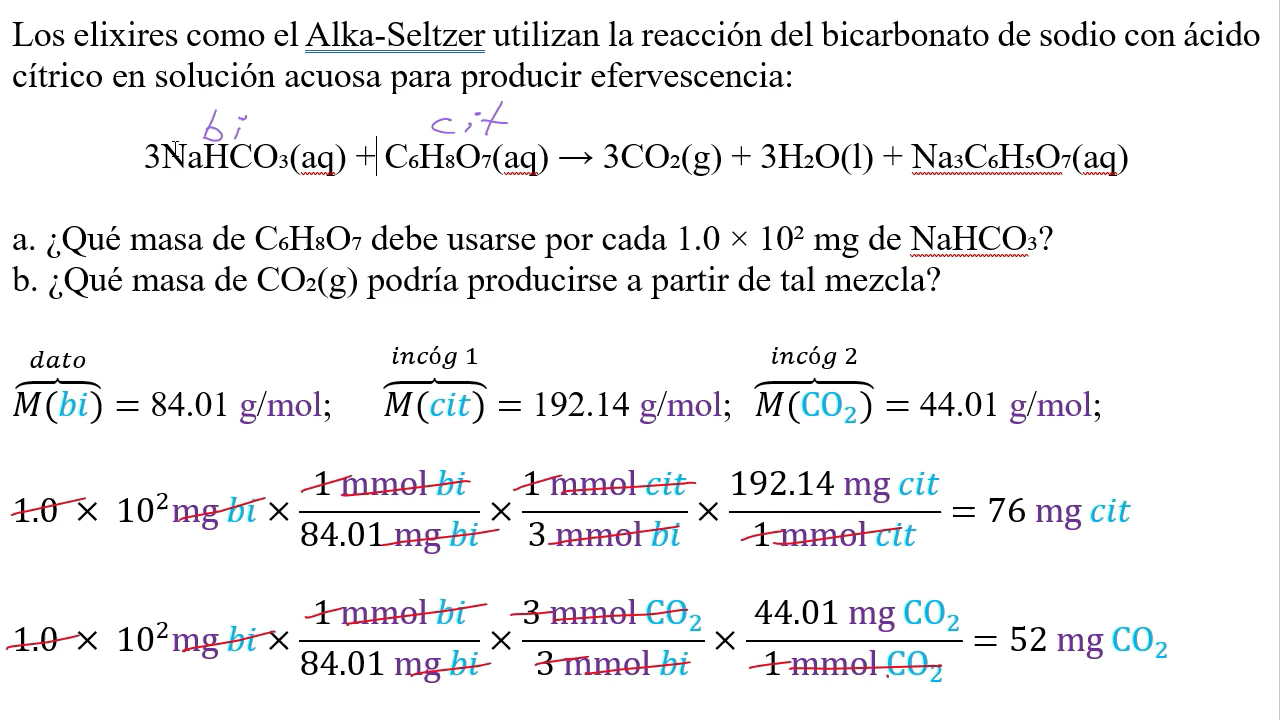 Los elixires como el Alka-Seltzer utilizan la reacción del bicarbonato de sodio con ácido
cítrico en solución acuosa para producir efervescencia:
bi cit
3NaHCO₃(aq) + C₆H₈O₇(aq) → 3CO₂(g) + 3H₂O(l) + Na₃C₆H₅O₇(aq)
a. ¿Qué masa de C₆H₈O₇ debe usarse por cada 1.0 × 10² mg de NaHCO₃?
b. ¿Qué masa de CO₂(g) podría producirse a partir de tal mezcla?
dato incóg 1 incóg 2
M(bi) = 84.01 g/mol; M(cit) = 192.14 g/mol; M(CO₂) = 44.01 g/mol;
1 mmol bi 1 mmol cit 192.14 mg cit
1.0 × 10² mg bi × × × = 76 mg cit
84.01 mg bi 3 mmol bi 1 mmol cit
1 mmol bi 3 mmol CO₂ 44.01 mg CO₂
1.0 × 10² mg bi × × × = 52 mg CO₂
84.01 mg bi 3 mmol bi 1 mmol CO₂